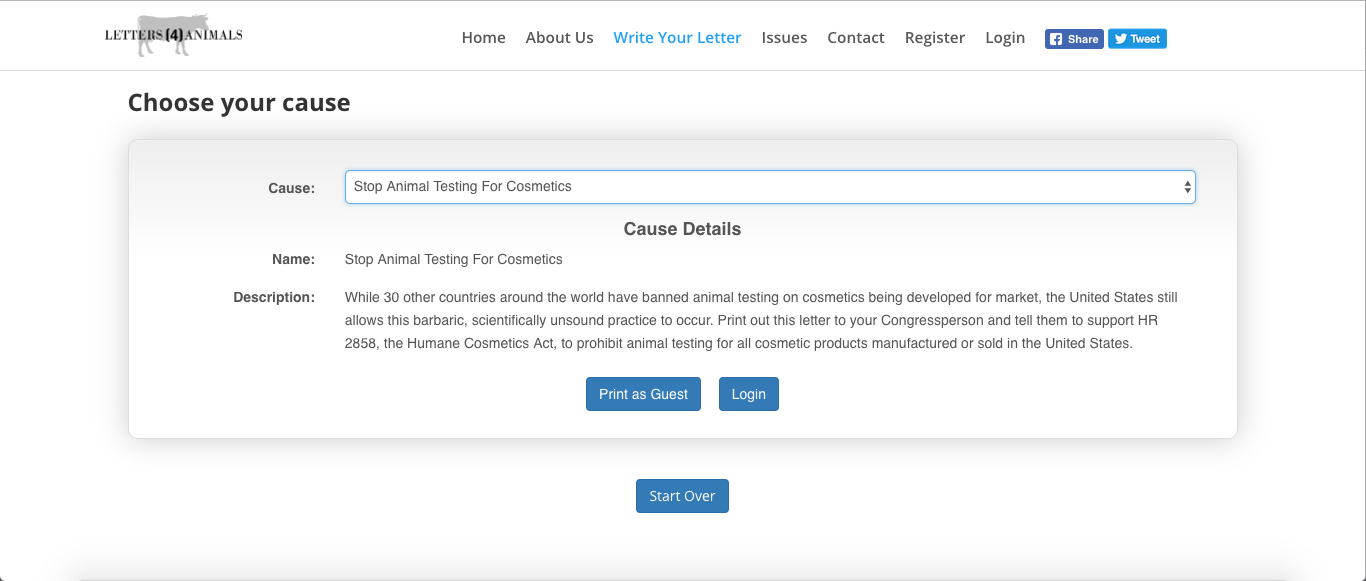 LETTERS(4)ANIMALS
Home About Us Write Your Letter Issues Contact Register Login Share Tweet
Choose your cause
Cause: Stop Animal Testing For Cosmetics
Cause Details
Name: Stop Animal Testing For Cosmetics
Description: While 30 other countries around the world have banned animal testing on cosmetics being developed for market, the United States still
allows this barbaric, scientifically unsound practice to occur. Print out this letter to your Congressperson and tell them to support HR
2858, the Humane Cosmetics Act, to prohibit animal testing for all cosmetic products manufactured or sold in the United States.
Print as Guest Login
Start Over